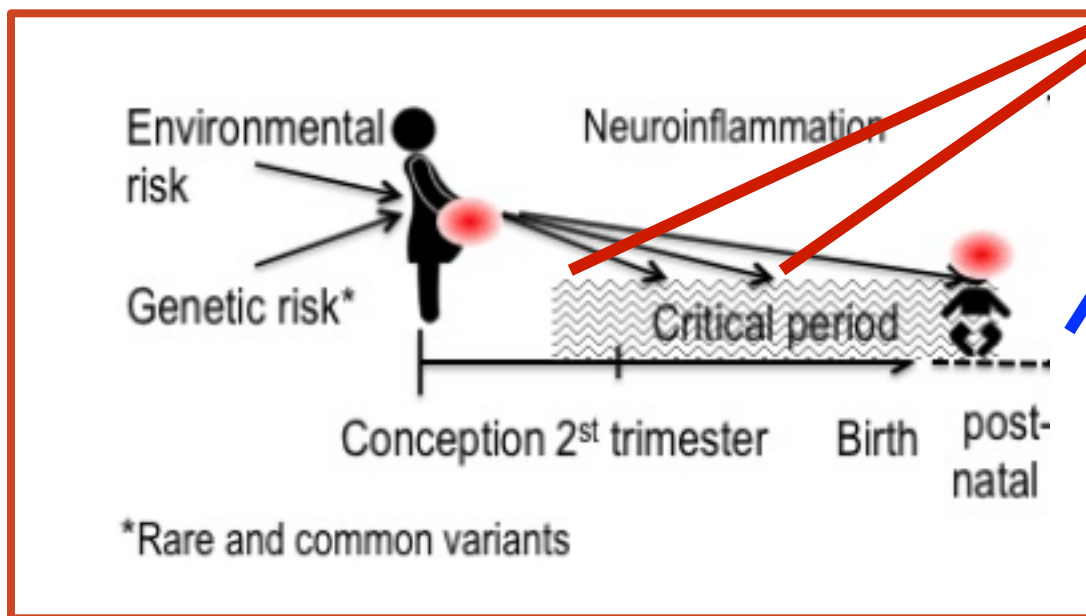 Environmental
risk
Neuroinflammation
Genetic risk*
Critical period
Conception 2st trimester
Birth
post-
natal
*Rare and common variants